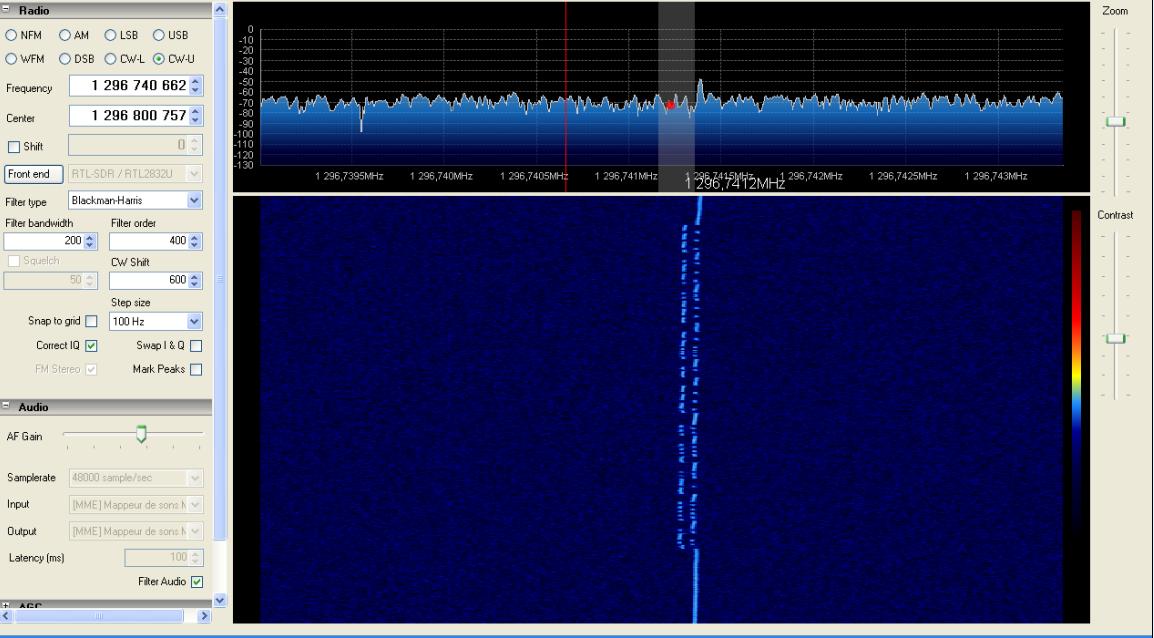 Radio
NFM AM LSB USB
WFM DSB CW-L CW-U
Frequency 1 296 740 662
Center 1 296 800 757
Shift 0
Front end RTL-SDR / RTL2832U
Filter type Blackman-Harris
Filter bandwidth Filter order
200 400
Squelch CW Shift
50 600
Step size
Snap to grid 100 Hz
Correct IQ Swap I & Q
FM Stereo Mark Peaks
Audio
AF Gain
Samplerate 48000 sample/sec
Input [MME] Mappeur de sons M
Output [MME] Mappeur de sons M
Latency (ms) 100
Filter Audio
AGC
0
-10
-20
-30
-40
-50
-60
-70
-80
-90
-100
-110
-120
-130
1 296,7395MHz 1 296,740MHz 1 296,7405MHz 1 296,741MHz 1 296,7415MHz 1 296,742MHz 1 296,7425MHz 1 296,743MHz
1 296,7412MHz
Zoom
Contrast